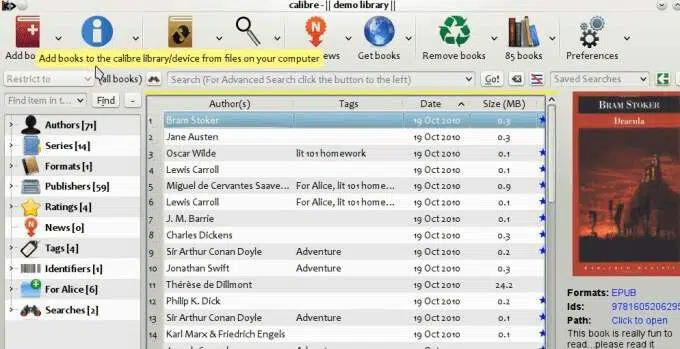 calibre - || demo library ||
Add bo
ws
Get books
Remove books
85 books
Preferences
Add books to the calibre library/device from files on your computer
Restrict to
(all books)
Search (For Advanced Search click the button to the left)
Go!
Saved Searches
Find item in t...
Find
-
Author(s) Tags Date Size (MB)
1 Bram Stoker 19 Oct 2010 0.3
2 Jane Austen 19 Oct 2010 0.3
3 Oscar Wilde lit 101 homework 19 Oct 2010 0.1
4 Lewis Carroll 19 Oct 2010 0.1
5 Miguel de Cervantes Saave... For Alice, lit 101 home... 19 Oct 2010 0.9
6 Lewis Carroll For Alice, lit 101 home... 19 Oct 2010 0.1
7 J. M. Barrie 19 Oct 2010 0.1
8 Charles Dickens 19 Oct 2010 0.3
9 Sir Arthur Conan Doyle Adventure 19 Oct 2010 0.2
10 Jonathan Swift Adventure 19 Oct 2010 0.1
11 Thérèse de Dillmont 19 Oct 2010 24.2
12 Philip K. Dick 19 Oct 2010 0.2
13 Sir Arthur Conan Doyle Adventure 19 Oct 2010 0.1
14 Karl Marx & Friedrich Engels 19 Oct 2010 0.1
Authors [71]
Series [14]
Formats [1]
Publishers [59]
Ratings [4]
News [0]
Tags [4]
Identifiers [1]
For Alice [6]
Searches [2]
BRAM STOKER
Dracula
Formats: EPUB
Ids: 9781605206295
Path: Click to open
This book is really fun to
read...please read it